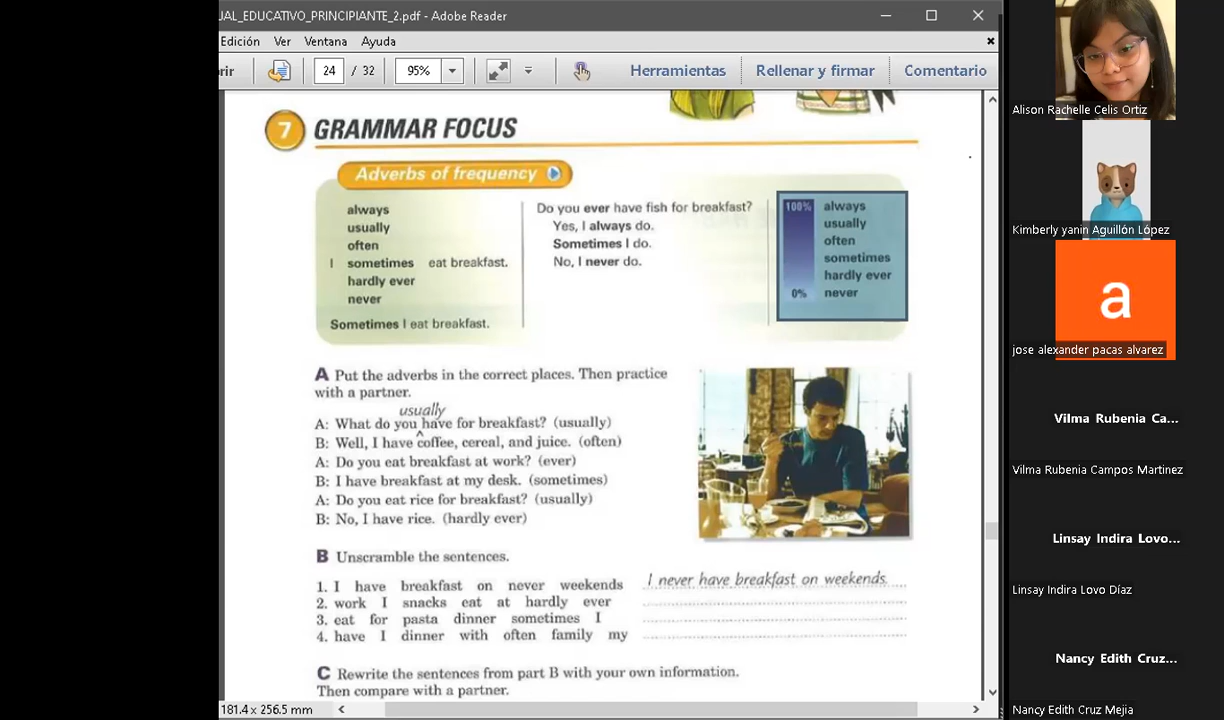 JAL_EDUCATIVO_PRINCIPIANTE_2.pdf - Adobe Reader
Edición Ver Ventana Ayuda
rir 24 / 32 95% Herramientas Rellenar y firmar Comentario
7 GRAMMAR FOCUS
Adverbs of frequency
always
usually
often
I sometimes eat breakfast.
hardly ever
never
Sometimes I eat breakfast.
Do you ever have fish for breakfast?
Yes, I always do.
Sometimes I do.
No, I never do.
100% always
usually
often
sometimes
hardly ever
0% never
A Put the adverbs in the correct places. Then practice
with a partner.
usually
A: What do you have for breakfast? (usually)
B: Well, I have coffee, cereal, and juice. (often)
A: Do you eat breakfast at work? (ever)
B: I have breakfast at my desk. (sometimes)
A: Do you eat rice for breakfast? (usually)
B: No, I have rice. (hardly ever)
B Unscramble the sentences.
1. I have breakfast on never weekends I never have breakfast on weekends.
2. work I snacks eat at hardly ever
3. eat for pasta dinner sometimes I
4. have I dinner with often family my
C Rewrite the sentences from part B with your own information.
Then compare with a partner.
181.4 x 256.5 mm
Alison Rachelle Celis Ortiz
Kimberly yanin Aguillón López
a
jose alexander pacas alvarez
Vilma Rubenia Ca...
Vilma Rubenia Campos Martinez
Linsay Indira Lovo...
Linsay Indira Lovo Díaz
Nancy Edith Cruz...
Nancy Edith Cruz Mejia